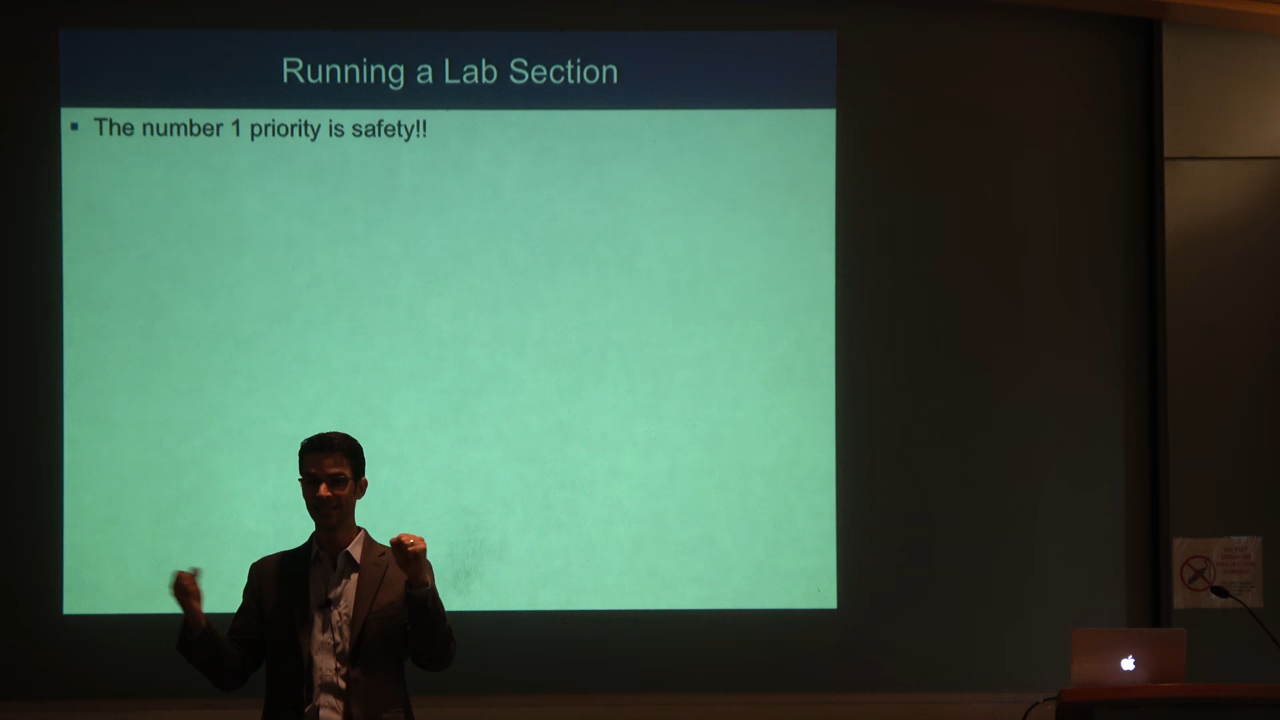 Running a Lab Section
▪ The number 1 priority is safety!!